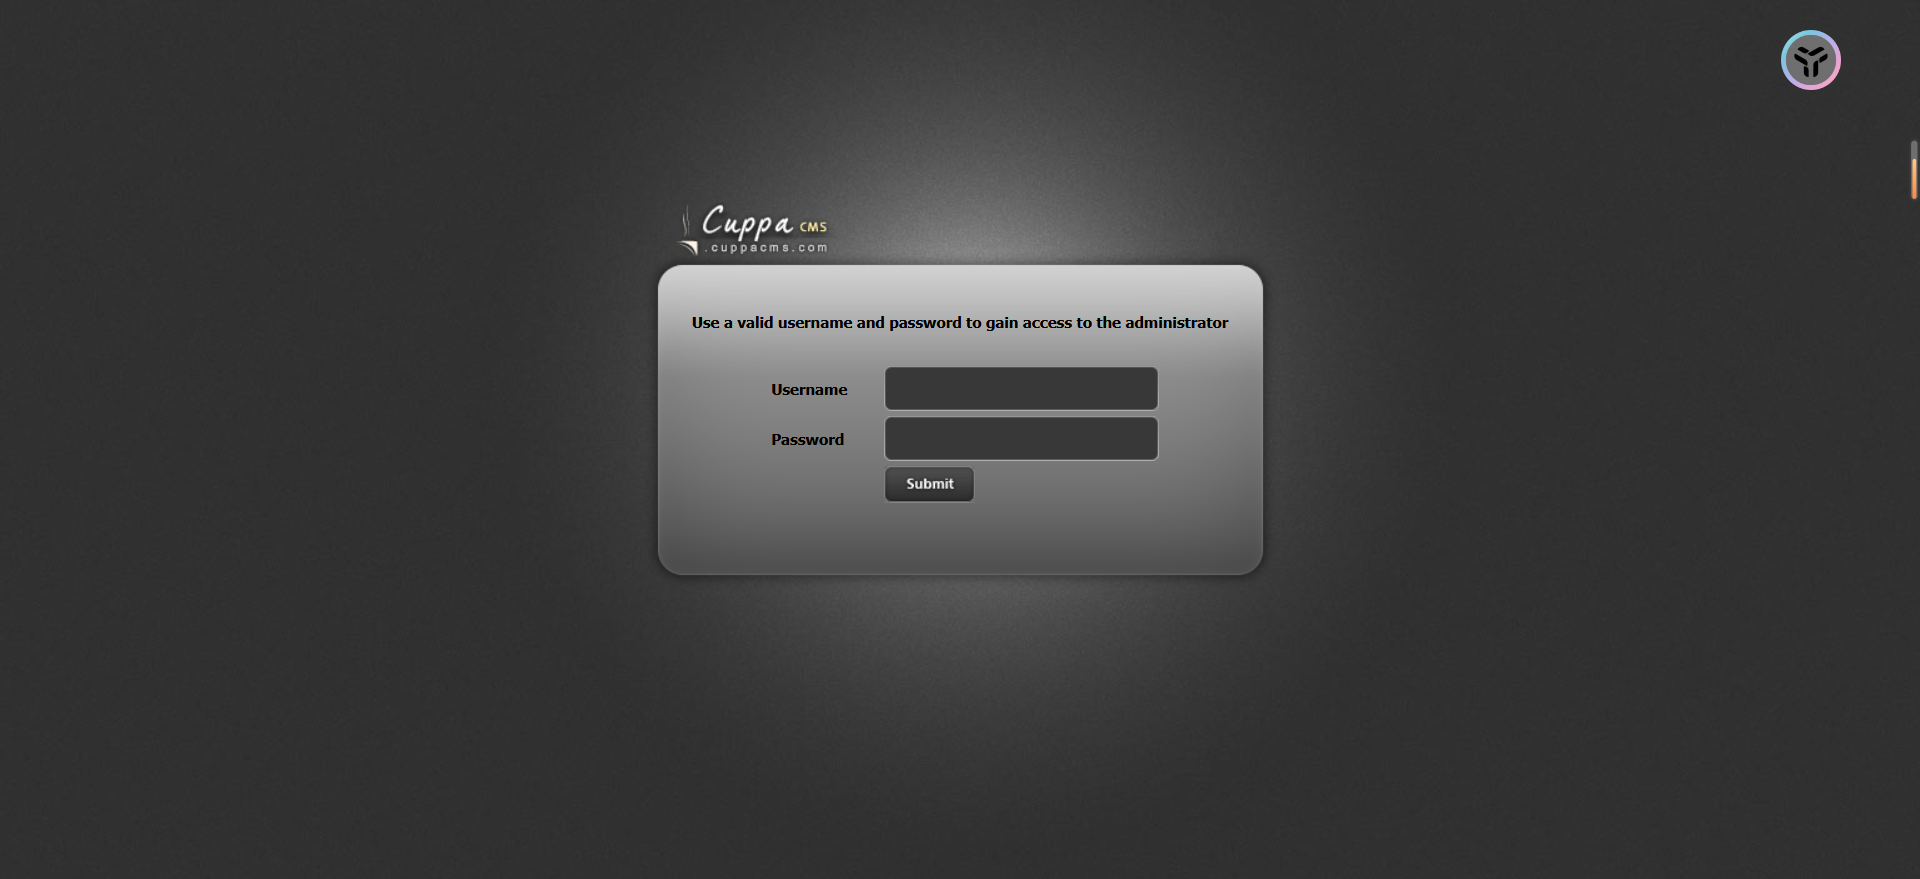 Cuppa CMS
.cuppacms.com
Use a valid username and password to gain access to the administrator
Username
Password
Submit